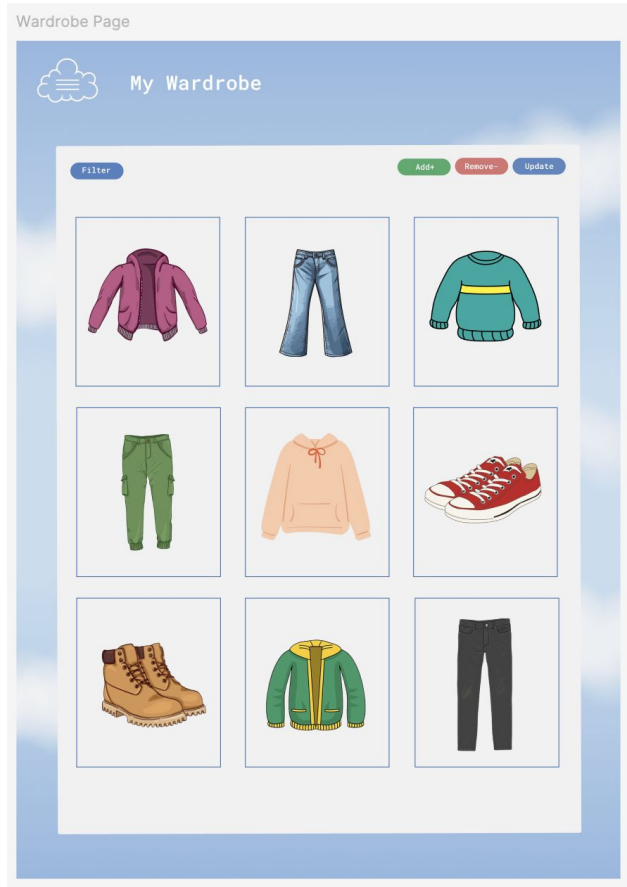 Wardrobe Page
My Wardrobe
Filter
Add+
Remove-
Update